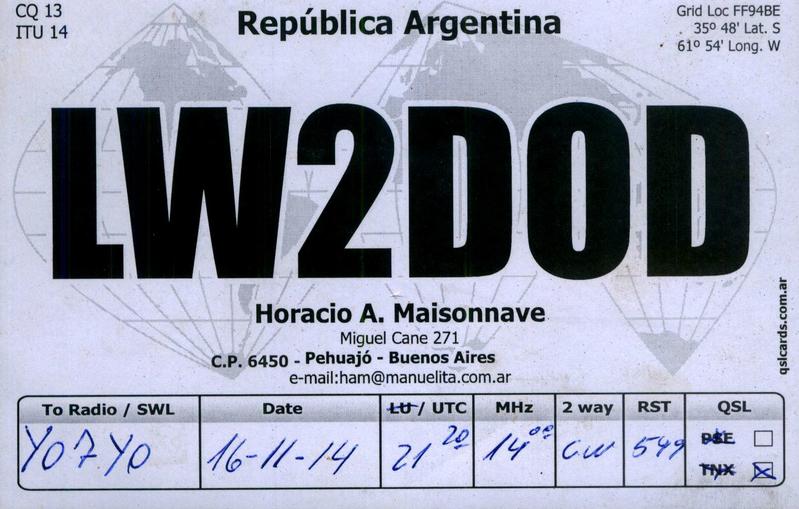 CQ 13
ITU 14
República Argentina
Grid Loc FF94BE
35º 48' Lat. S
61º 54' Long. W
LW2DOD
Horacio A. Maisonnave
Miguel Cane 271
C.P. 6450 - Pehuajó - Buenos Aires
e-mail:ham@manuelita.com.ar
qslcards.com.ar
To Radio / SWL Date LU / UTC MHz 2 way RST QSL
YO7YO 16-11-14 21 20 14 00 CW 599 PSE
TNX